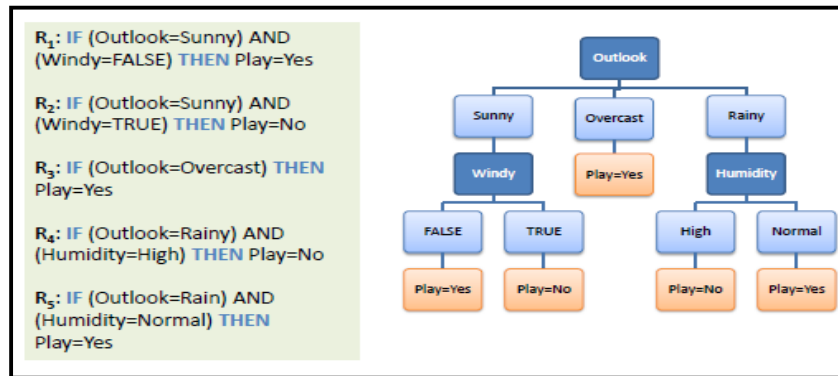 R1: IF (Outlook=Sunny) AND
(Windy=FALSE) THEN Play=Yes
R2: IF (Outlook=Sunny) AND
(Windy=TRUE) THEN Play=No
R3: IF (Outlook=Overcast) THEN
Play=Yes
R4: IF (Outlook=Rainy) AND
(Humidity=High) THEN Play=No
R5: IF (Outlook=Rain) AND
(Humidity=Normal) THEN
Play=Yes
Outlook
Sunny Overcast Rainy
Windy Play=Yes Humidity
FALSE TRUE High Normal
Play=Yes Play=No Play=No Play=Yes